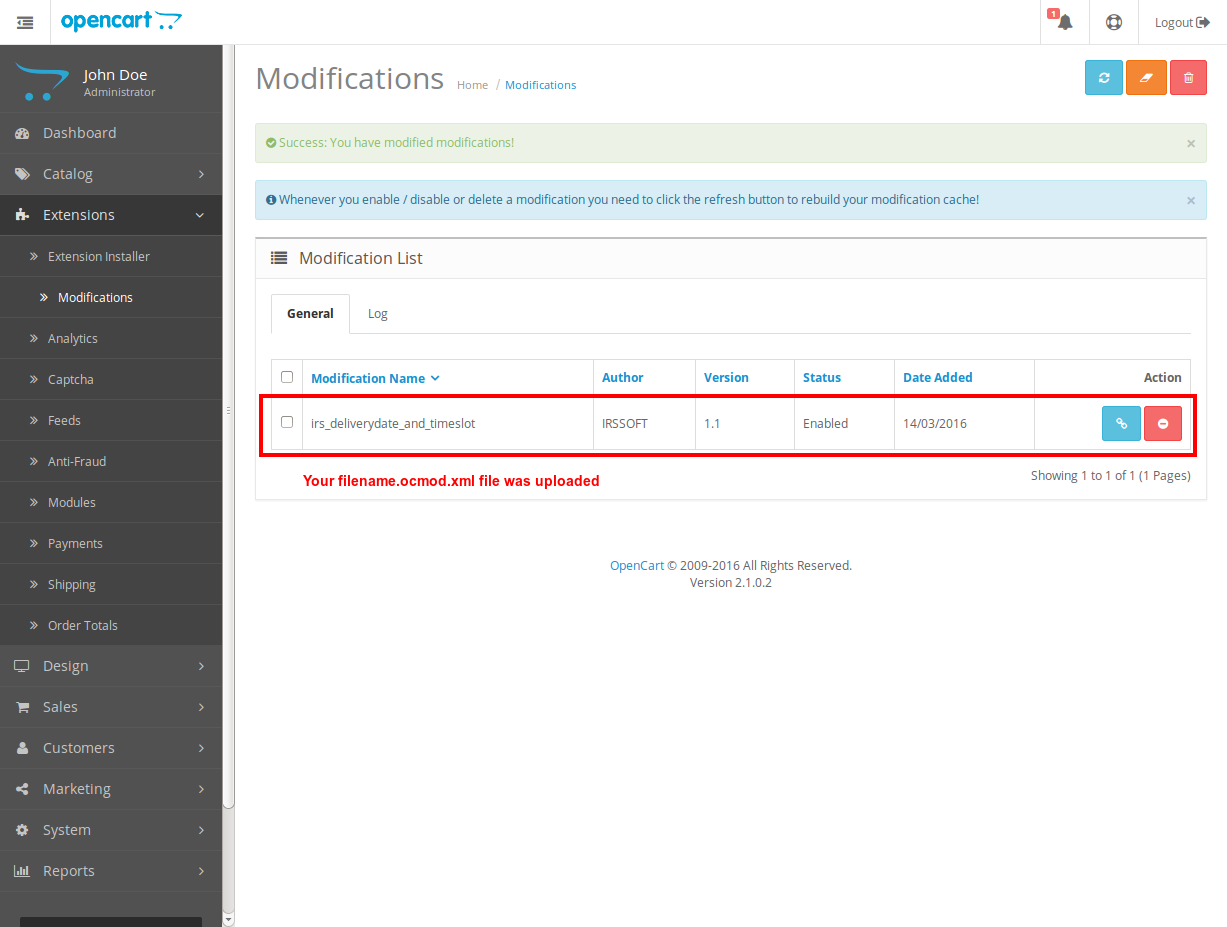 opencart
1
Logout
John Doe
Administrator
Dashboard
Catalog
Extensions
Extension Installer
Modifications
Analytics
Captcha
Feeds
Anti-Fraud
Modules
Payments
Shipping
Order Totals
Design
Sales
Customers
Marketing
System
Reports
Modifications
Home / Modifications
Success: You have modified modifications! ×
Whenever you enable / disable or delete a modification you need to click the refresh button to rebuild your modification cache! ×
Modification List
General Log
Modification Name Author Version Status Date Added Action
irs_deliverydate_and_timeslot IRSSOFT 1.1 Enabled 14/03/2016
Your filename.ocmod.xml file was uploaded
Showing 1 to 1 of 1 (1 Pages)
OpenCart © 2009-2016 All Rights Reserved.
Version 2.1.0.2